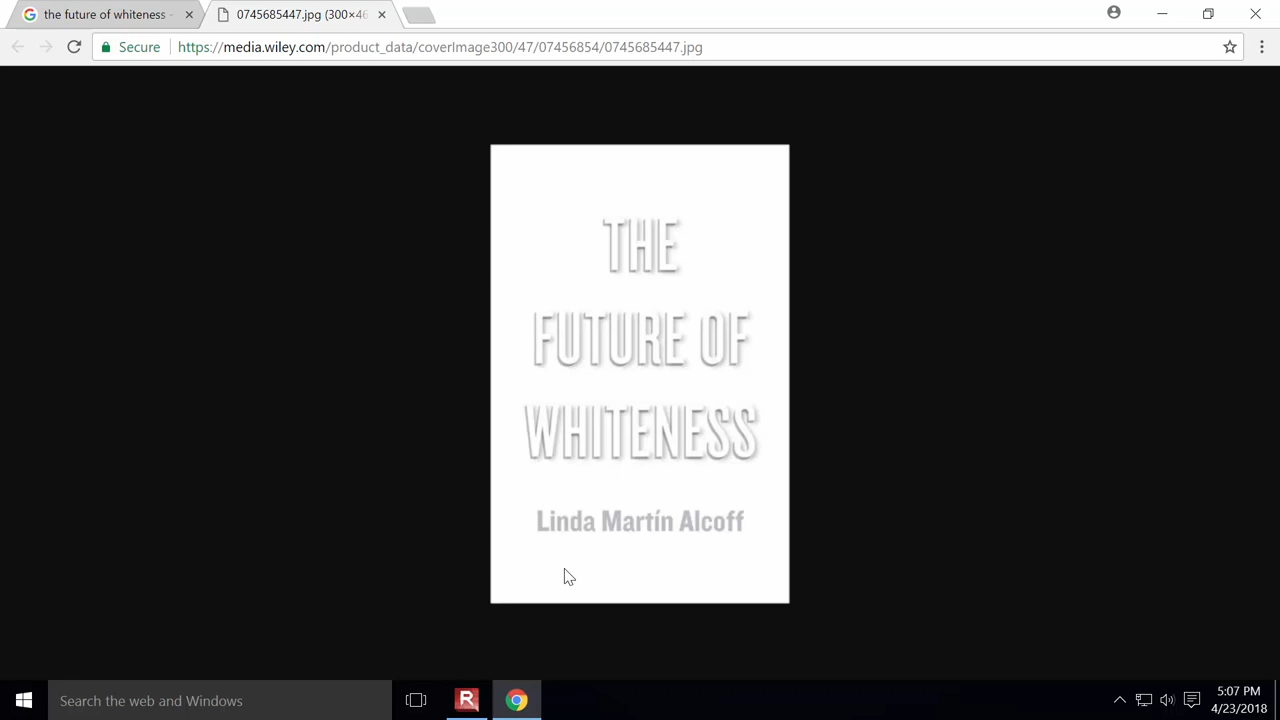 the future of whiteness -
0745685447.jpg (300×46
Secure
https://media.wiley.com/product_data/coverImage300/47/07456854/0745685447.jpg
THE
FUTURE OF
WHITENESS
Linda Martín Alcoff
Search the web and Windows
R
5:07 PM
4/23/2018